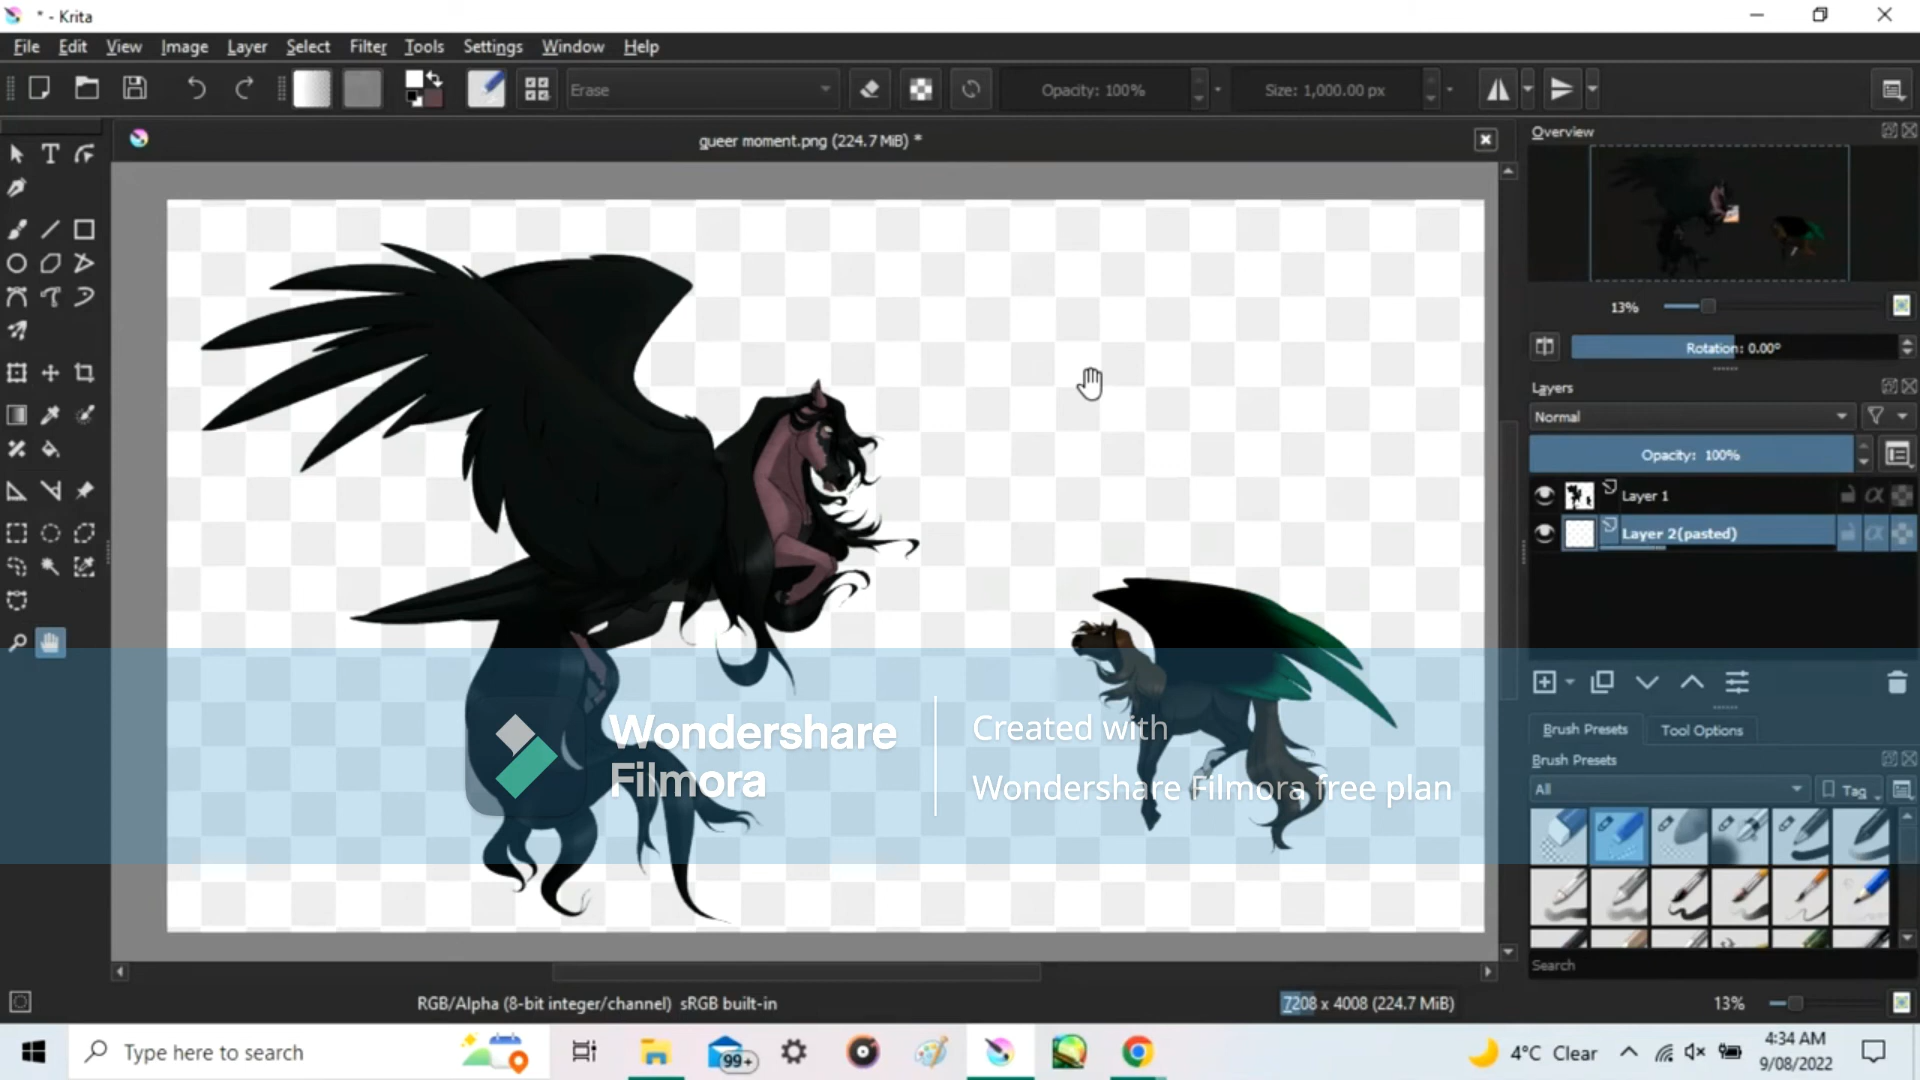 * - Krita
File Edit View Image Layer Select Filter Tools Settings Window Help
Erase
Opacity: 100%
Size: 1,000.00 px
queer moment.png (224.7 MiB) *
Overview
13%
Rotation: 0.00°
Layers
Normal
Opacity: 100%
Layer 1
Layer 2(pasted)
Wondershare
Filmora
Created with
Wondershare Filmora free plan
Brush Presets
Tool Options
Brush Presets
All
Tag
Search
RGB/Alpha (8-bit integer/channel) sRGB built-in
7208 x 4008 (224.7 MiB)
13%
Type here to search
99+
4°C Clear
4:34 AM
9/08/2022